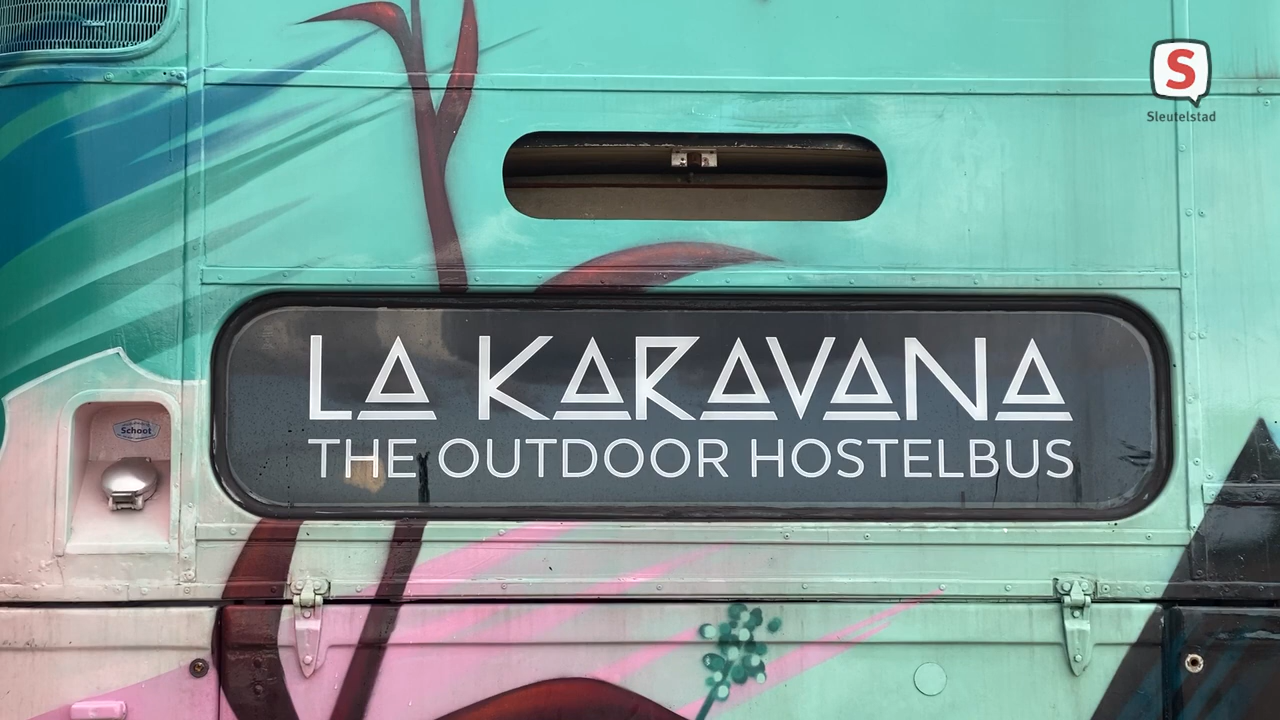 S
Sleutelstad
LA KARAVANA
THE OUTDOOR HOSTELBUS
Schoot